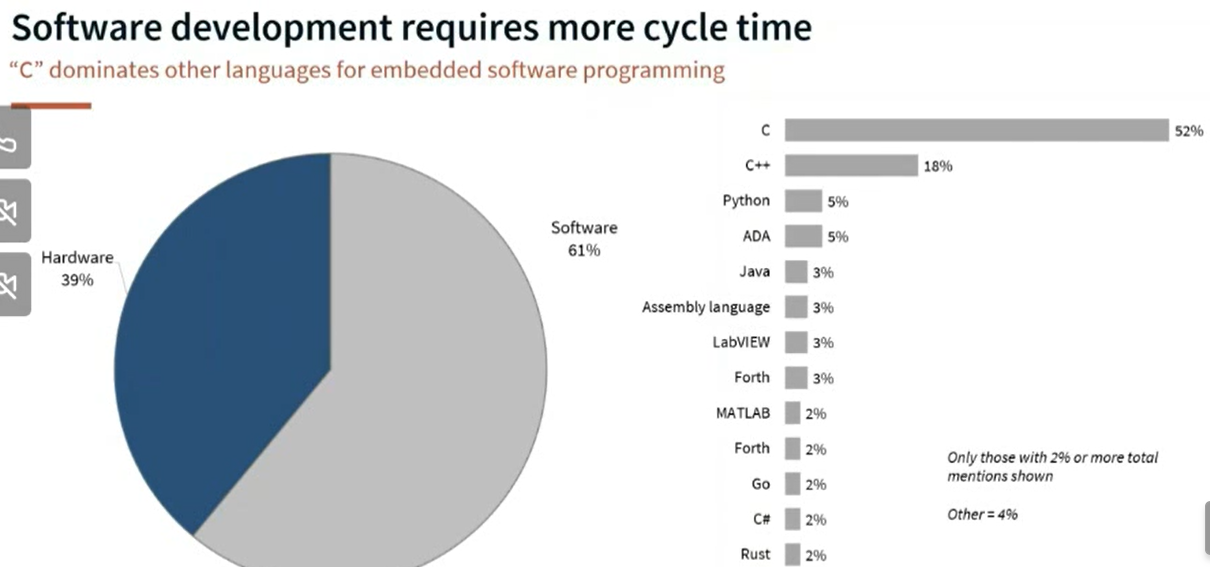 Software development requires more cycle time
“C” dominates other languages for embedded software programming
Hardware
39%
Software
61%
C 52%
C++ 18%
Python 5%
ADA 5%
Java 3%
Assembly language 3%
LabVIEW 3%
Forth 3%
MATLAB 2%
Forth 2%
Go 2%
C# 2%
Rust 2%
Only those with 2% or more total
mentions shown
Other = 4%